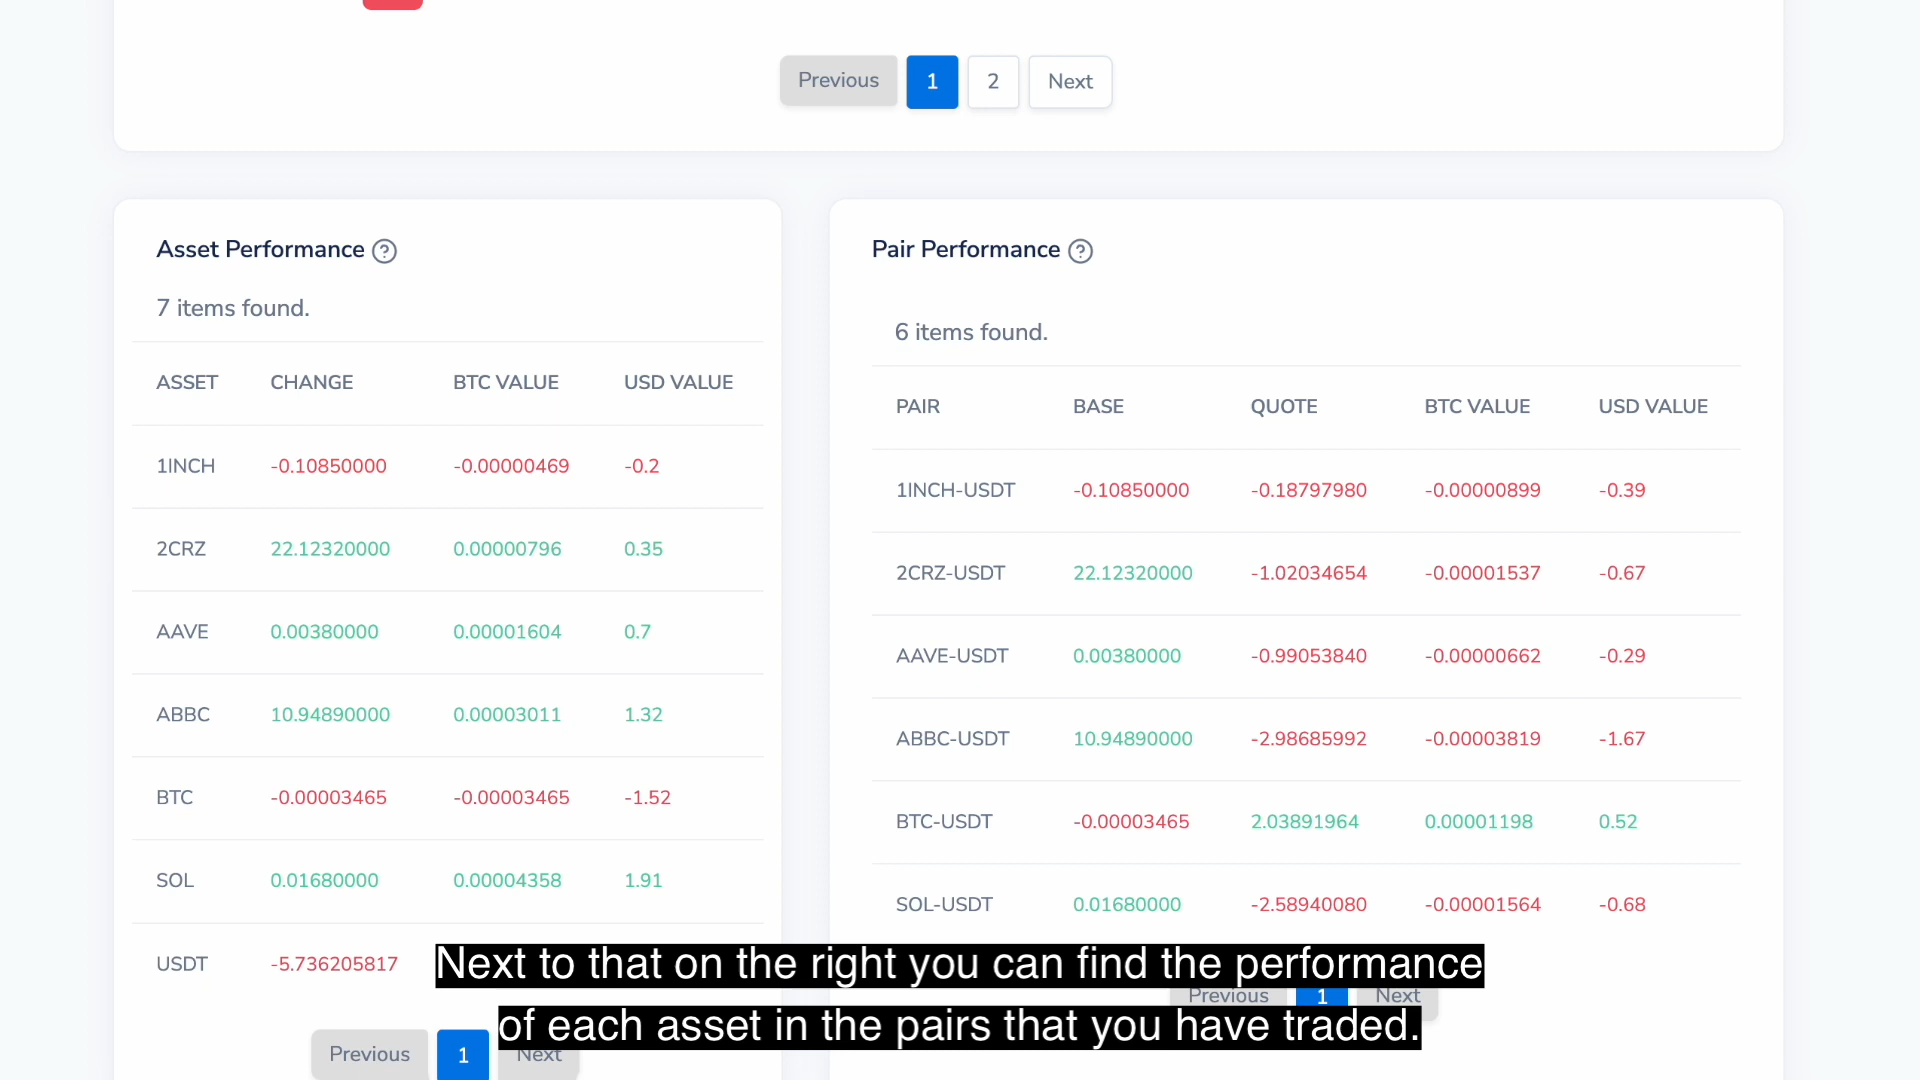 Previous 1 2 Next
Asset Performance ?
7 items found.
ASSET CHANGE BTC VALUE USD VALUE
1INCH -0.10850000 -0.00000469 -0.2
2CRZ 22.12320000 0.00000796 0.35
AAVE 0.00380000 0.00001604 0.7
ABBC 10.94890000 0.00003011 1.32
BTC -0.00003465 -0.00003465 -1.52
SOL 0.01680000 0.00004358 1.91
USDT -5.736205817
Previous 1 Next
Pair Performance ?
6 items found.
PAIR BASE QUOTE BTC VALUE USD VALUE
1INCH-USDT -0.10850000 -0.18797980 -0.00000899 -0.39
2CRZ-USDT 22.12320000 -1.02034654 -0.00001537 -0.67
AAVE-USDT 0.00380000 -0.99053840 -0.00000662 -0.29
ABBC-USDT 10.94890000 -2.98685992 -0.00003819 -1.67
BTC-USDT -0.00003465 2.03891964 0.00001198 0.52
SOL-USDT 0.01680000 -2.58940080 -0.00001564 -0.68
Previous 1 Next
Next to that on the right you can find the performance
of each asset in the pairs that you have traded.